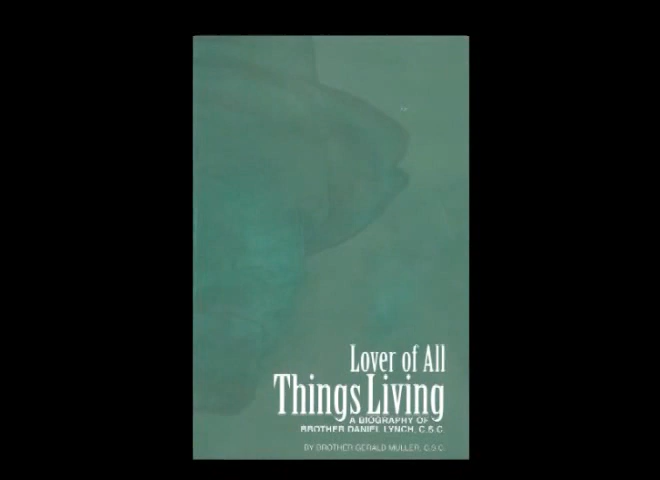 Lover of All
Things Living
A BIOGRAPHY OF
BROTHER DANIEL LYNCH, C.S.C.
BY BROTHER GERALD MULLER, C.S.C.